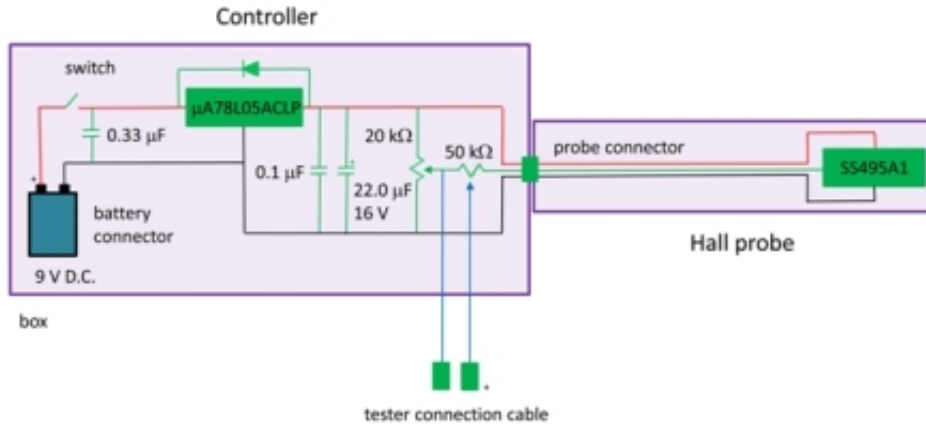 Controller
switch
μA78L05ACLP
0.33 μF
20 kΩ
50 kΩ
probe connector
SS495A1
0.1 μF
+
22.0 μF
16 V
+
battery
connector
Hall probe
9 V D.C.
box
+
tester connection cable